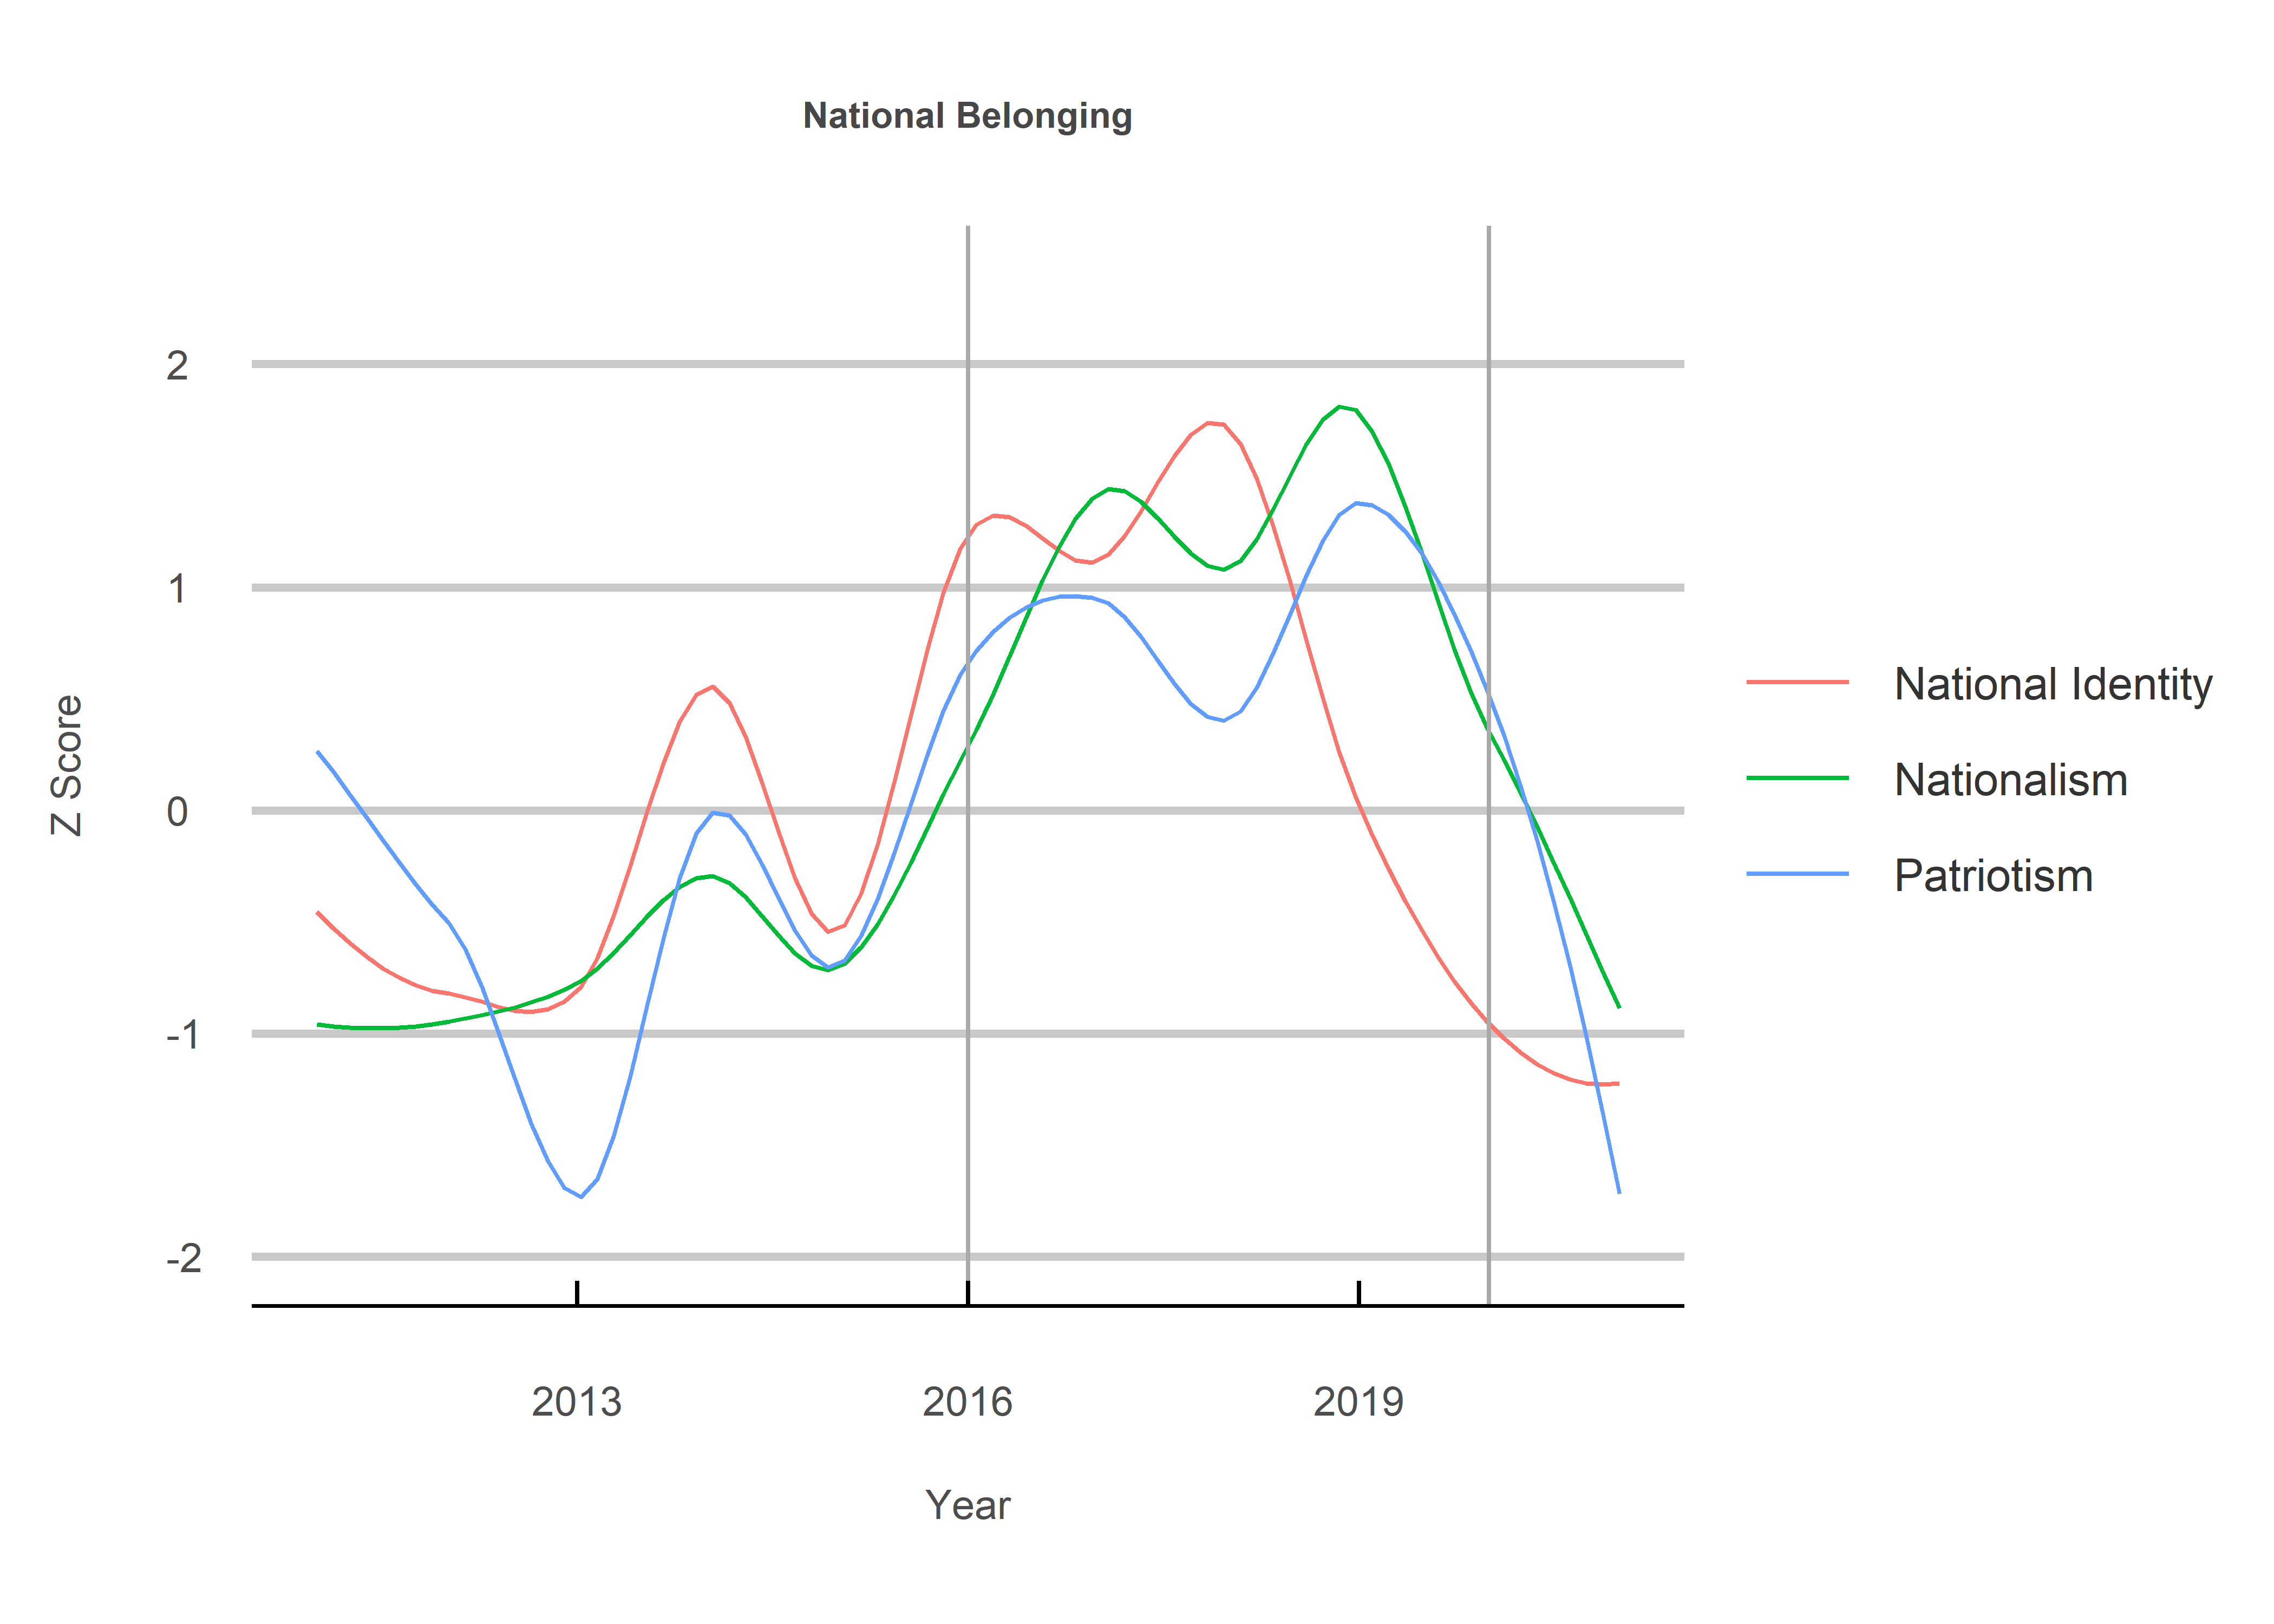 National Belonging
2
1
0
-1
-2
Z Score
2013
2016
2019
Year
National Identity
Nationalism
Patriotism